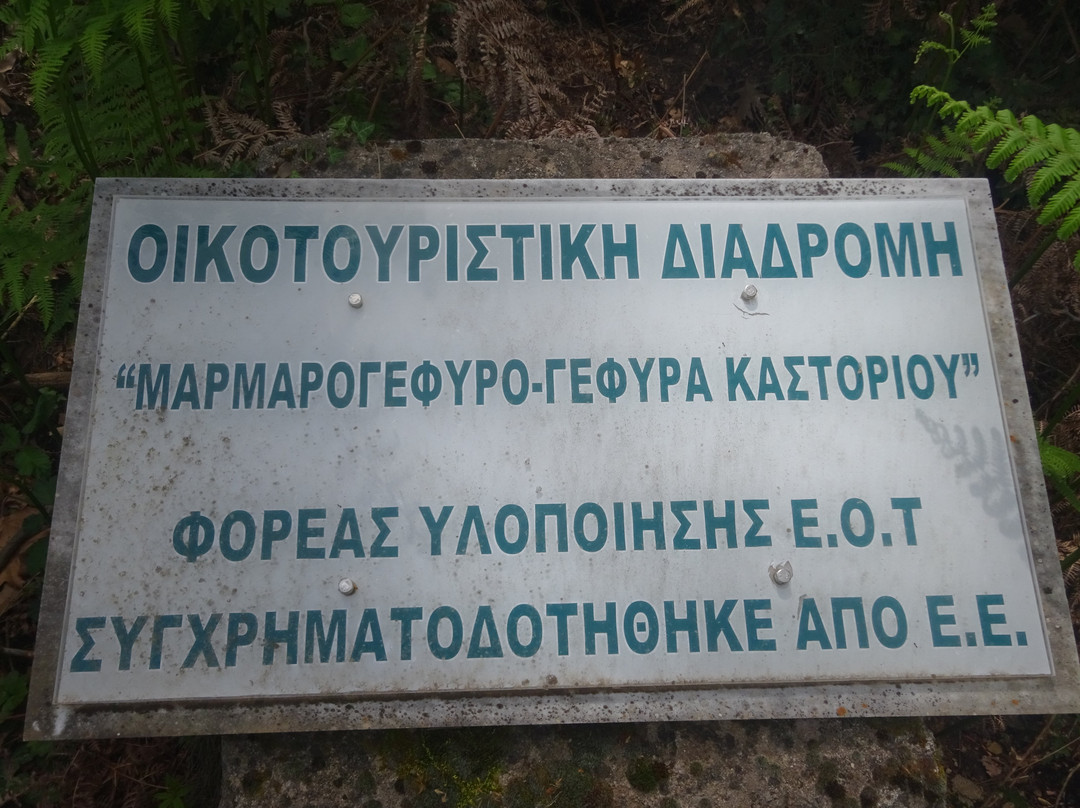 ΟΙΚΟΤΟΥΡΙΣΤΙΚΗ ΔΙΑΔΡΟΜΗ
“ΜΑΡΜΑΡΟΓΕΦΥΡΟ-ΓΕΦΥΡΑ ΚΑΣΤΟΡΙΟΥ”
ΦΟΡΕΑΣ ΥΛΟΠΟΙΗΣΗΣ Ε.Ο.Τ
ΣΥΓΧΡΗΜΑΤΟΔΟΤΗΘΗΚΕ ΑΠΟ Ε.Ε.